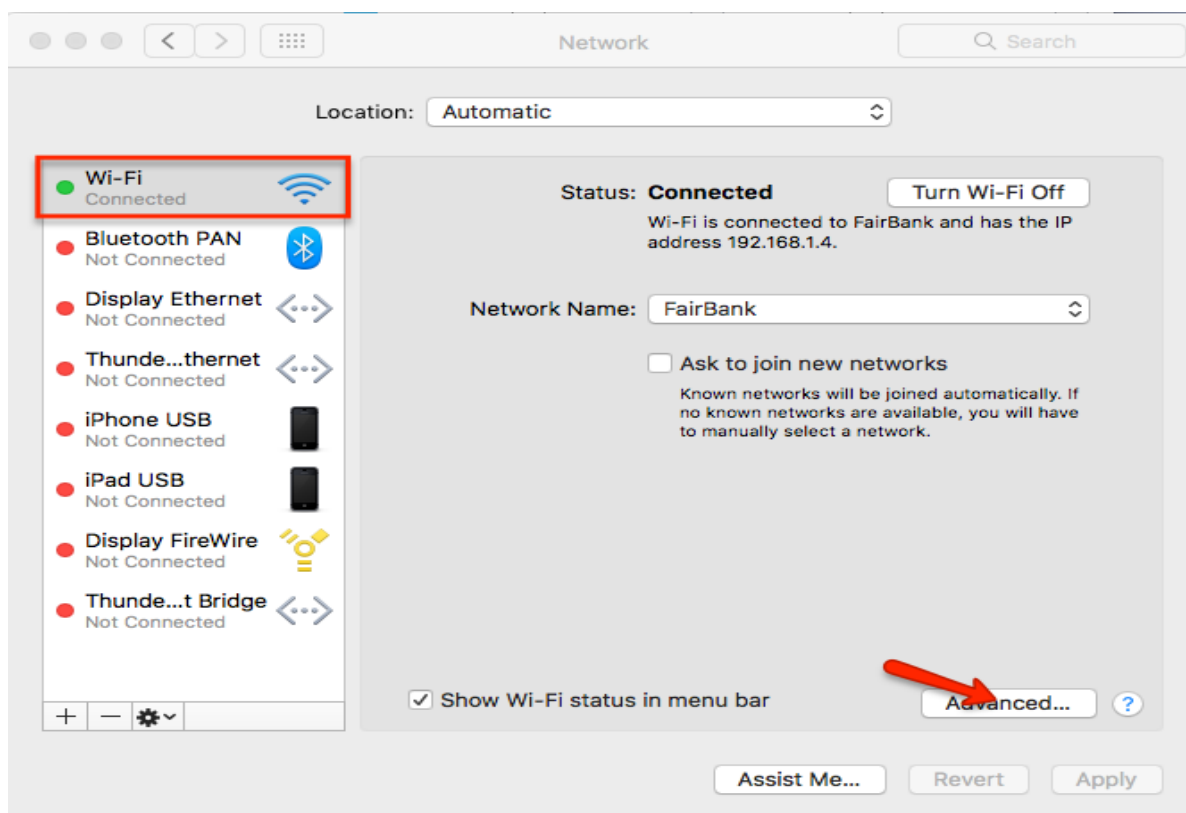 Network
Search
Location: Automatic
Wi-Fi
Connected
Bluetooth PAN
Not Connected
Display Ethernet
Not Connected
Thunde...thernet
Not Connected
iPhone USB
Not Connected
iPad USB
Not Connected
Display FireWire
Not Connected
Thunde...t Bridge
Not Connected
Status: Connected
Turn Wi-Fi Off
Wi-Fi is connected to FairBank and has the IP
address 192.168.1.4.
Network Name: FairBank
Ask to join new networks
Known networks will be joined automatically. If
no known networks are available, you will have
to manually select a network.
Show Wi-Fi status in menu bar
Advanced...
?
Assist Me...
Revert
Apply